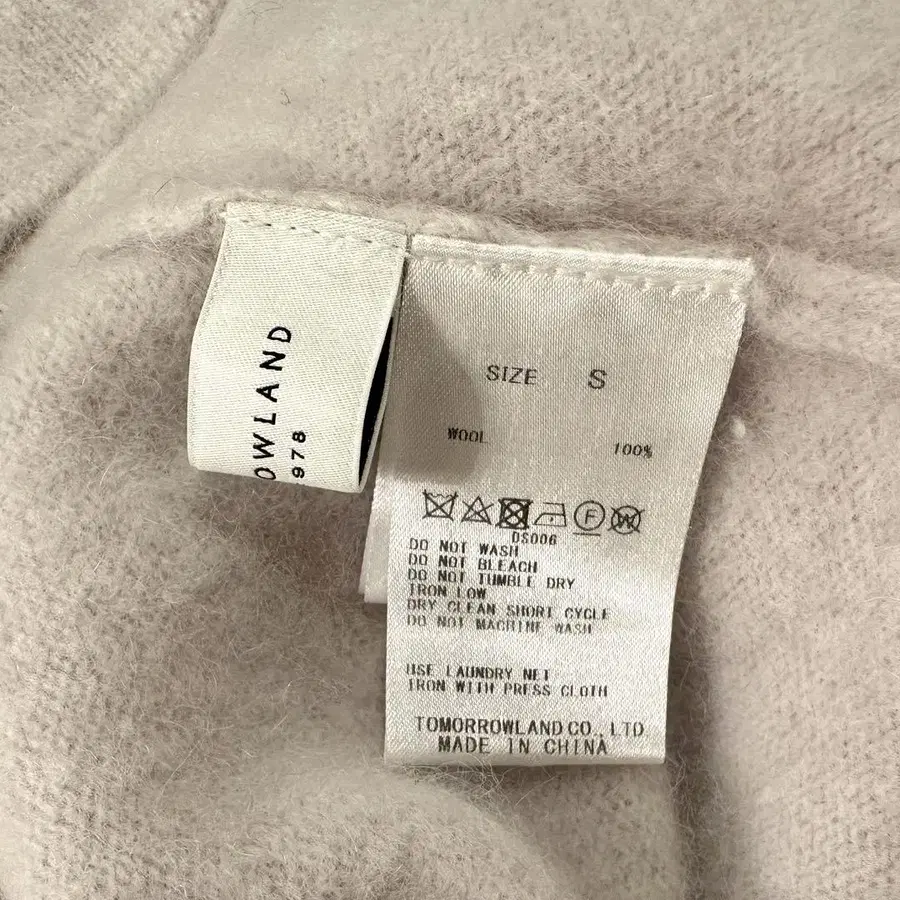 OWLAND
978
SIZE S
WOOL 100%
F W
DS006
DO NOT WASH
DO NOT BLEACH
DO NOT TUMBLE DRY
IRON LOW
DRY CLEAN SHORT CYCLE
DO NOT MACHINE WASH
USE LAUNDRY NET
IRON WITH PRESS CLOTH
TOMORROWLAND CO., LTD.
MADE IN CHINA